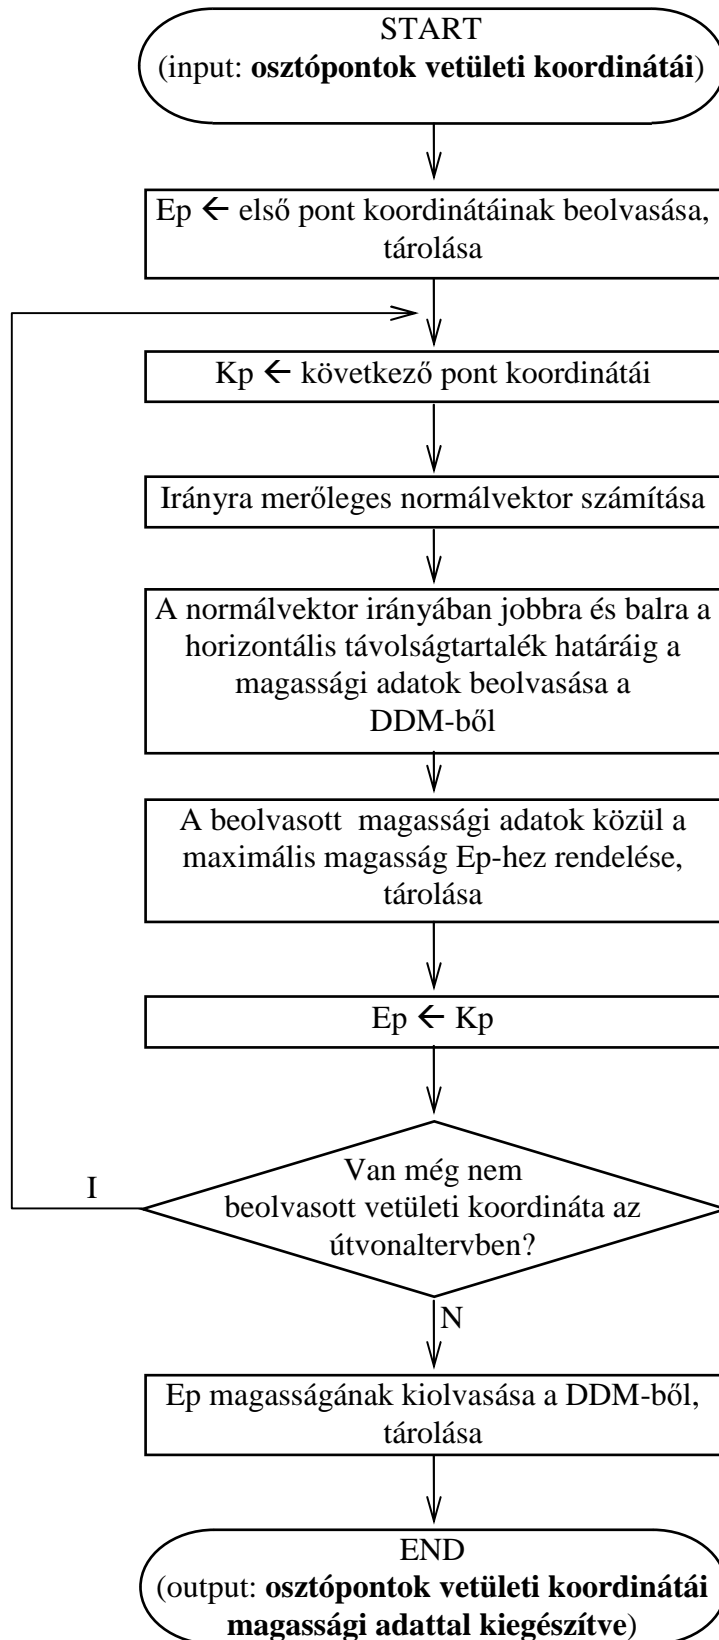 START
(input: osztópontok vetületi koordinátái)
Ep ← első pont koordinátáinak beolvasása,
tárolása
Kp ← következő pont koordinátái
Irányra merőleges normálvektor számítása
A normálvektor irányában jobbra és balra a
horizontális távolságtartalék határáig a
magassági adatok beolvasása a
DDM-ből
A beolvasott magassági adatok közül a
maximális magasság Ep-hez rendelése,
tárolása
Ep ← Kp
I
Van még nem
beolvasott vetületi koordináta az
útvonaltervben?
N
Ep magasságának kiolvasása a DDM-ből,
tárolása
END
(output: osztópontok vetületi koordinátái
magassági adattal kiegészítve)